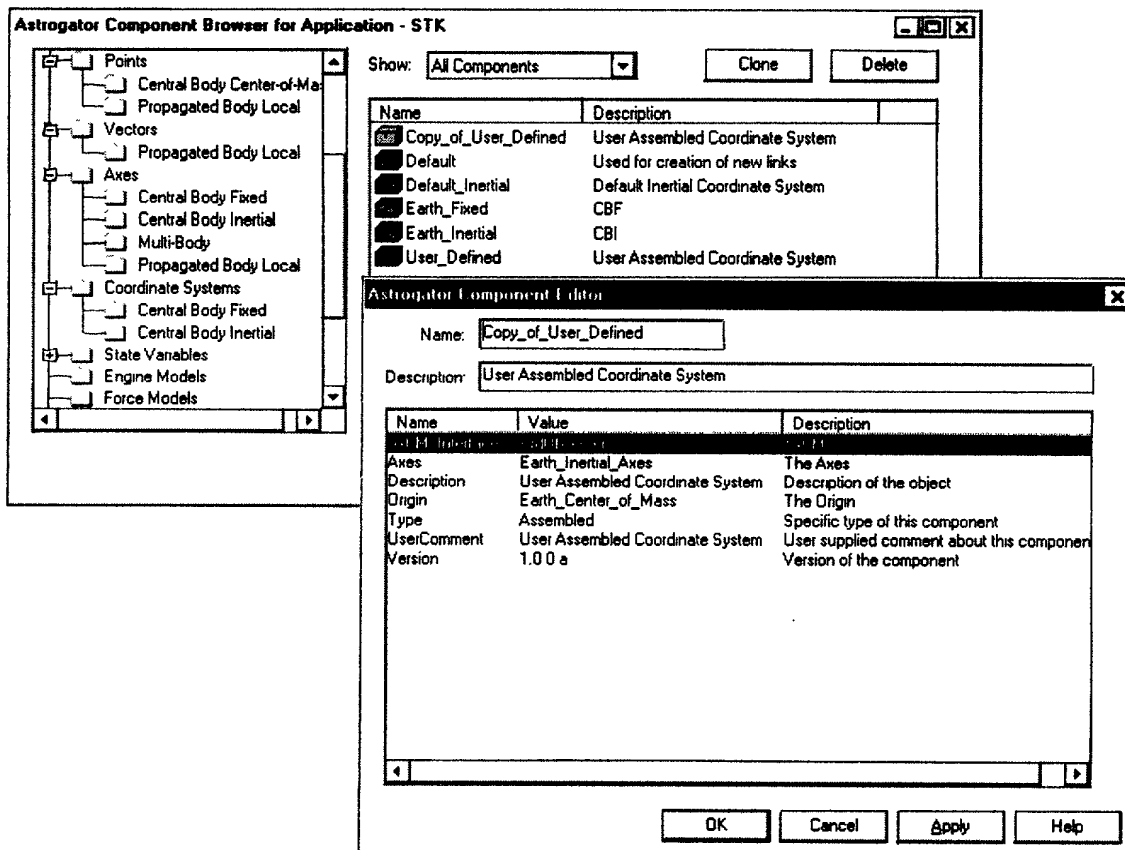 Astrogator Component Browser for Application - STK
Points
Central Body Center-of-Ma
Propagated Body Local
Vectors
Propagated Body Local
Axes
Central Body Fixed
Central Body Inertial
Multi-Body
Propagated Body Local
Coordinate Systems
Central Body Fixed
Central Body Inertial
State Variables
Engine Models
Force Models
Show: All Components
Clone
Delete
Name Description
Copy_of_User_Defined User Assembled Coordinate System
Default Used for creation of new links
Default_Inertial Default Inertial Coordinate System
Earth_Fixed CBF
Earth_Inertial CBI
User_Defined User Assembled Coordinate System
Astrogator Component Editor
Name: Copy_of_User_Defined
Description: User Assembled Coordinate System
Name Value Description
Axes Earth_Inertial_Axes The Axes
Description User Assembled Coordinate System Description of the object
Origin Earth_Center_of_Mass The Origin
Type Assembled Specific type of this component
UserComment User Assembled Coordinate System User supplied comment about this componen
Version 1.0 0 a Version of the component
OK
Cancel
Apply
Help